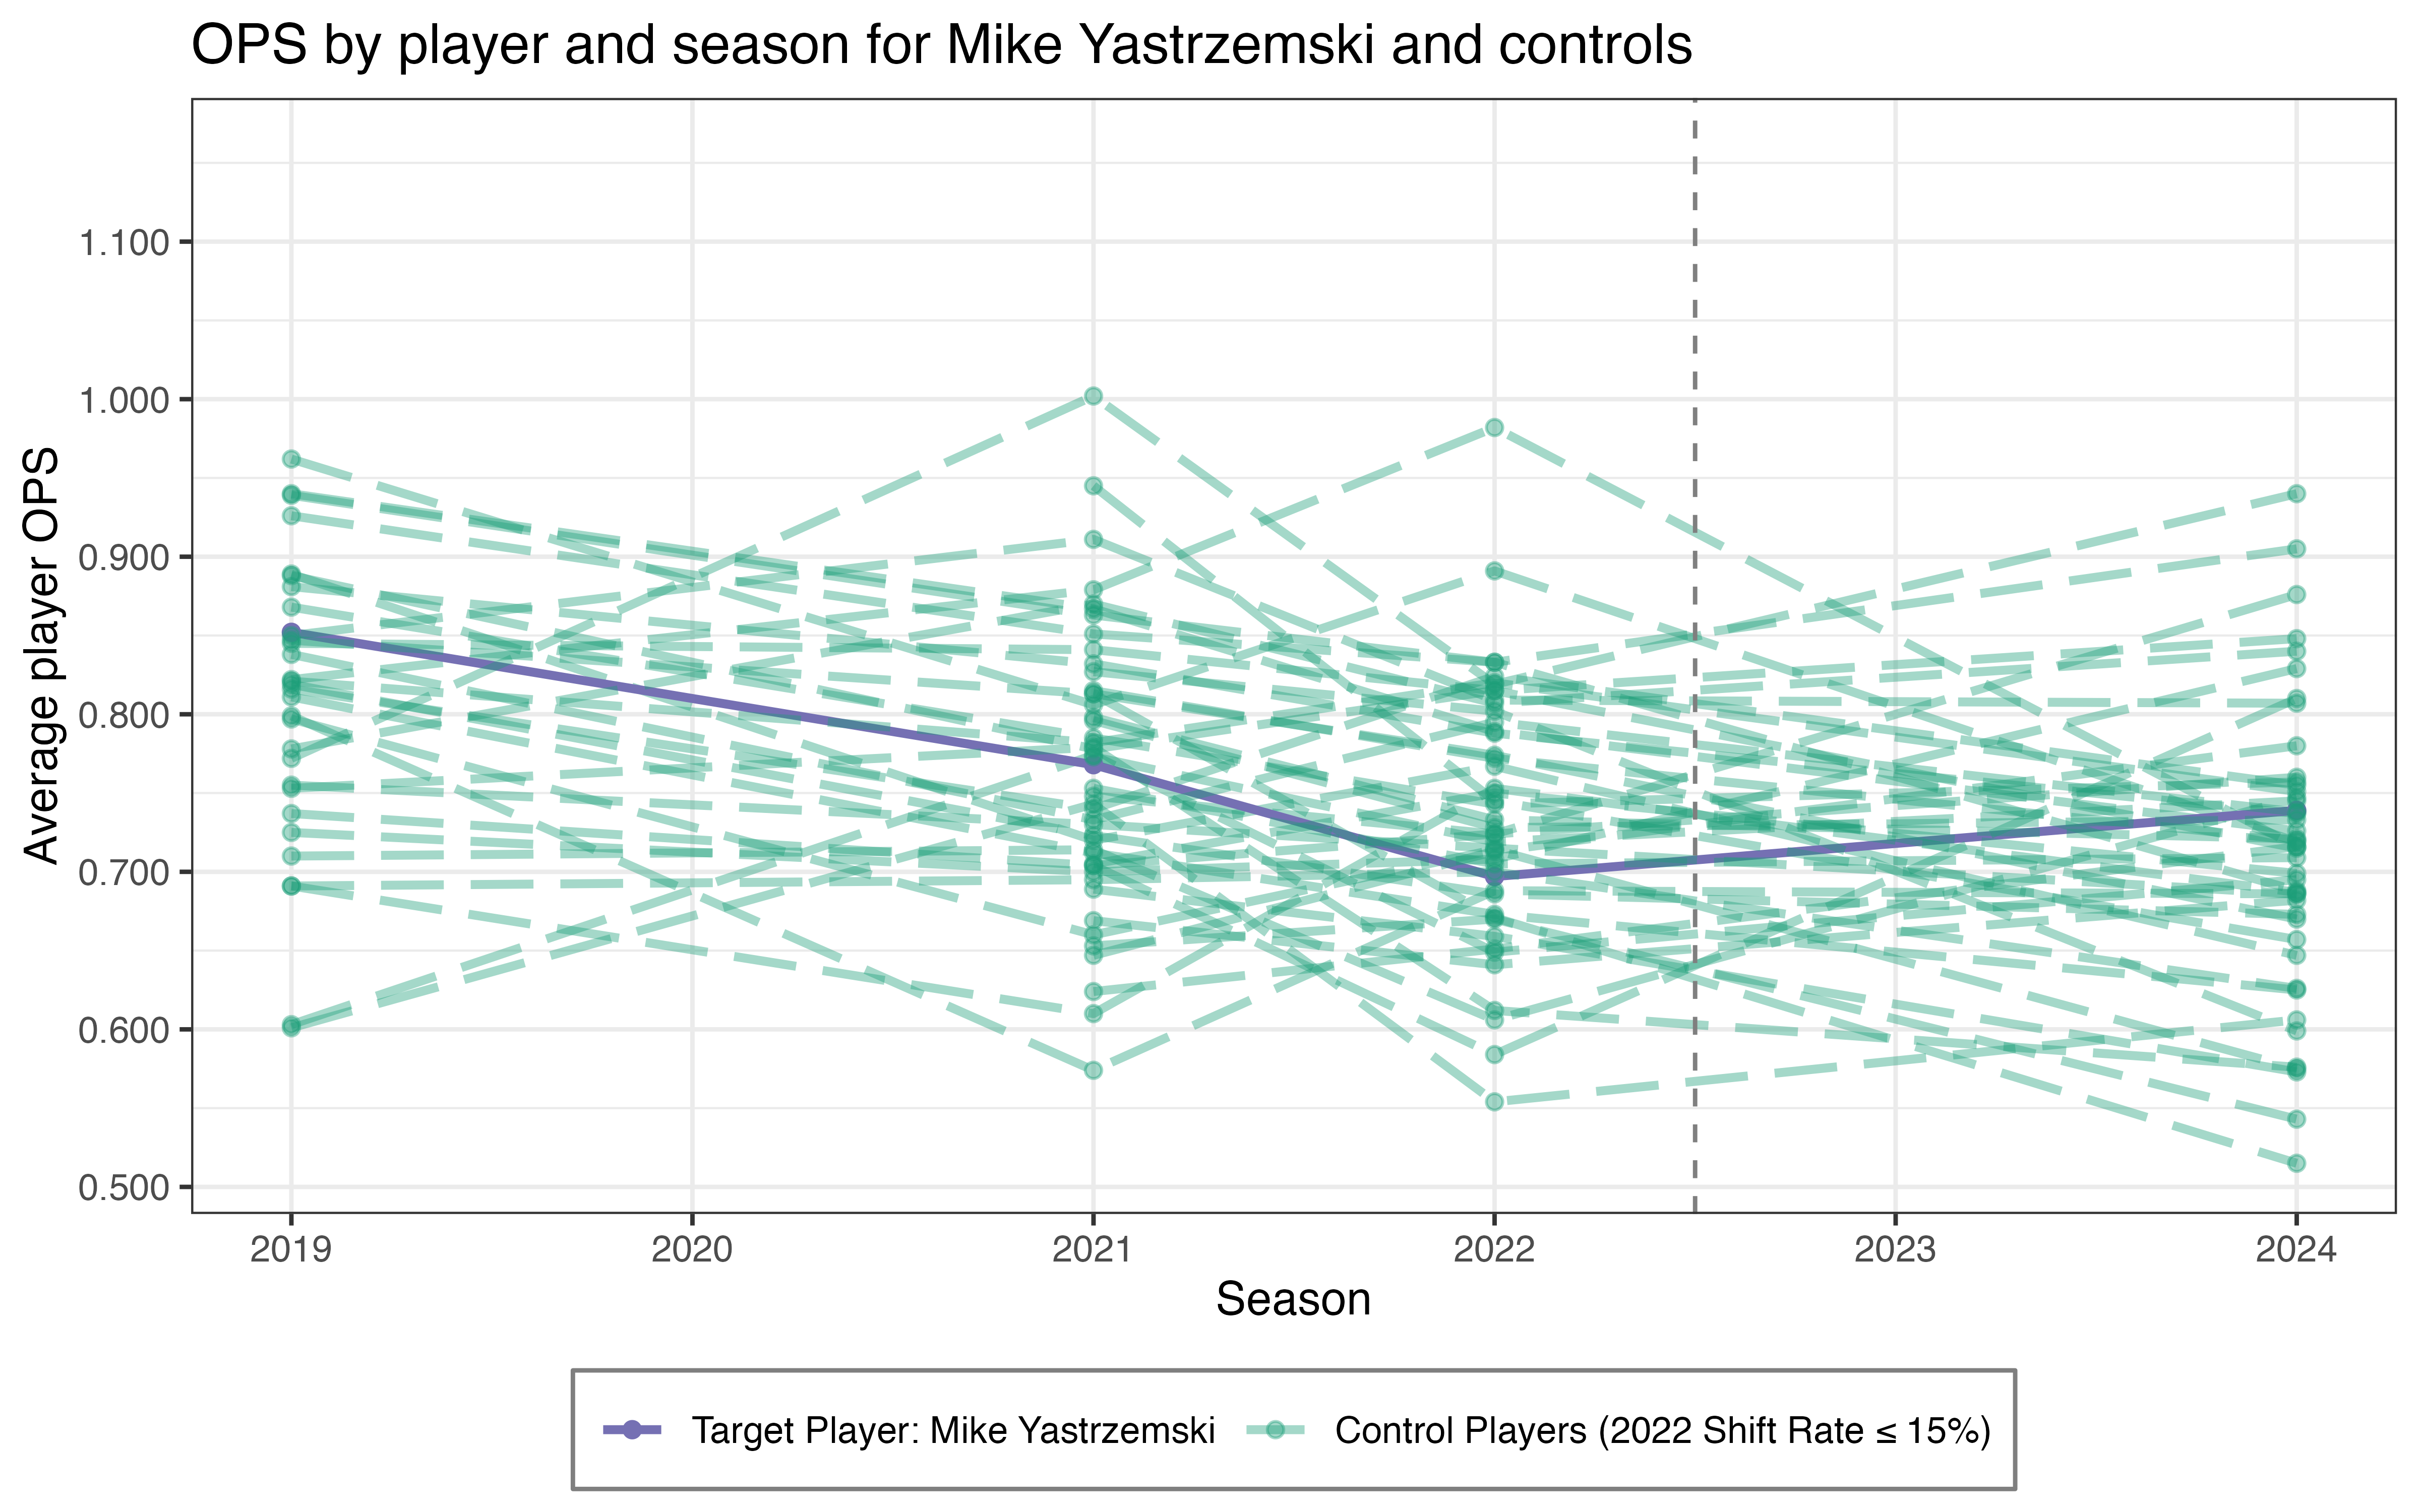 OPS by player and season for Mike Yastrzemski and controls
Average player OPS
1.100
1.000
0.900
0.800
0.700
0.600
0.500
2019 2020 2021 2022 2023 2024
Season
Target Player: Mike Yastrzemski Control Players (2022 Shift Rate ≤ 15%)